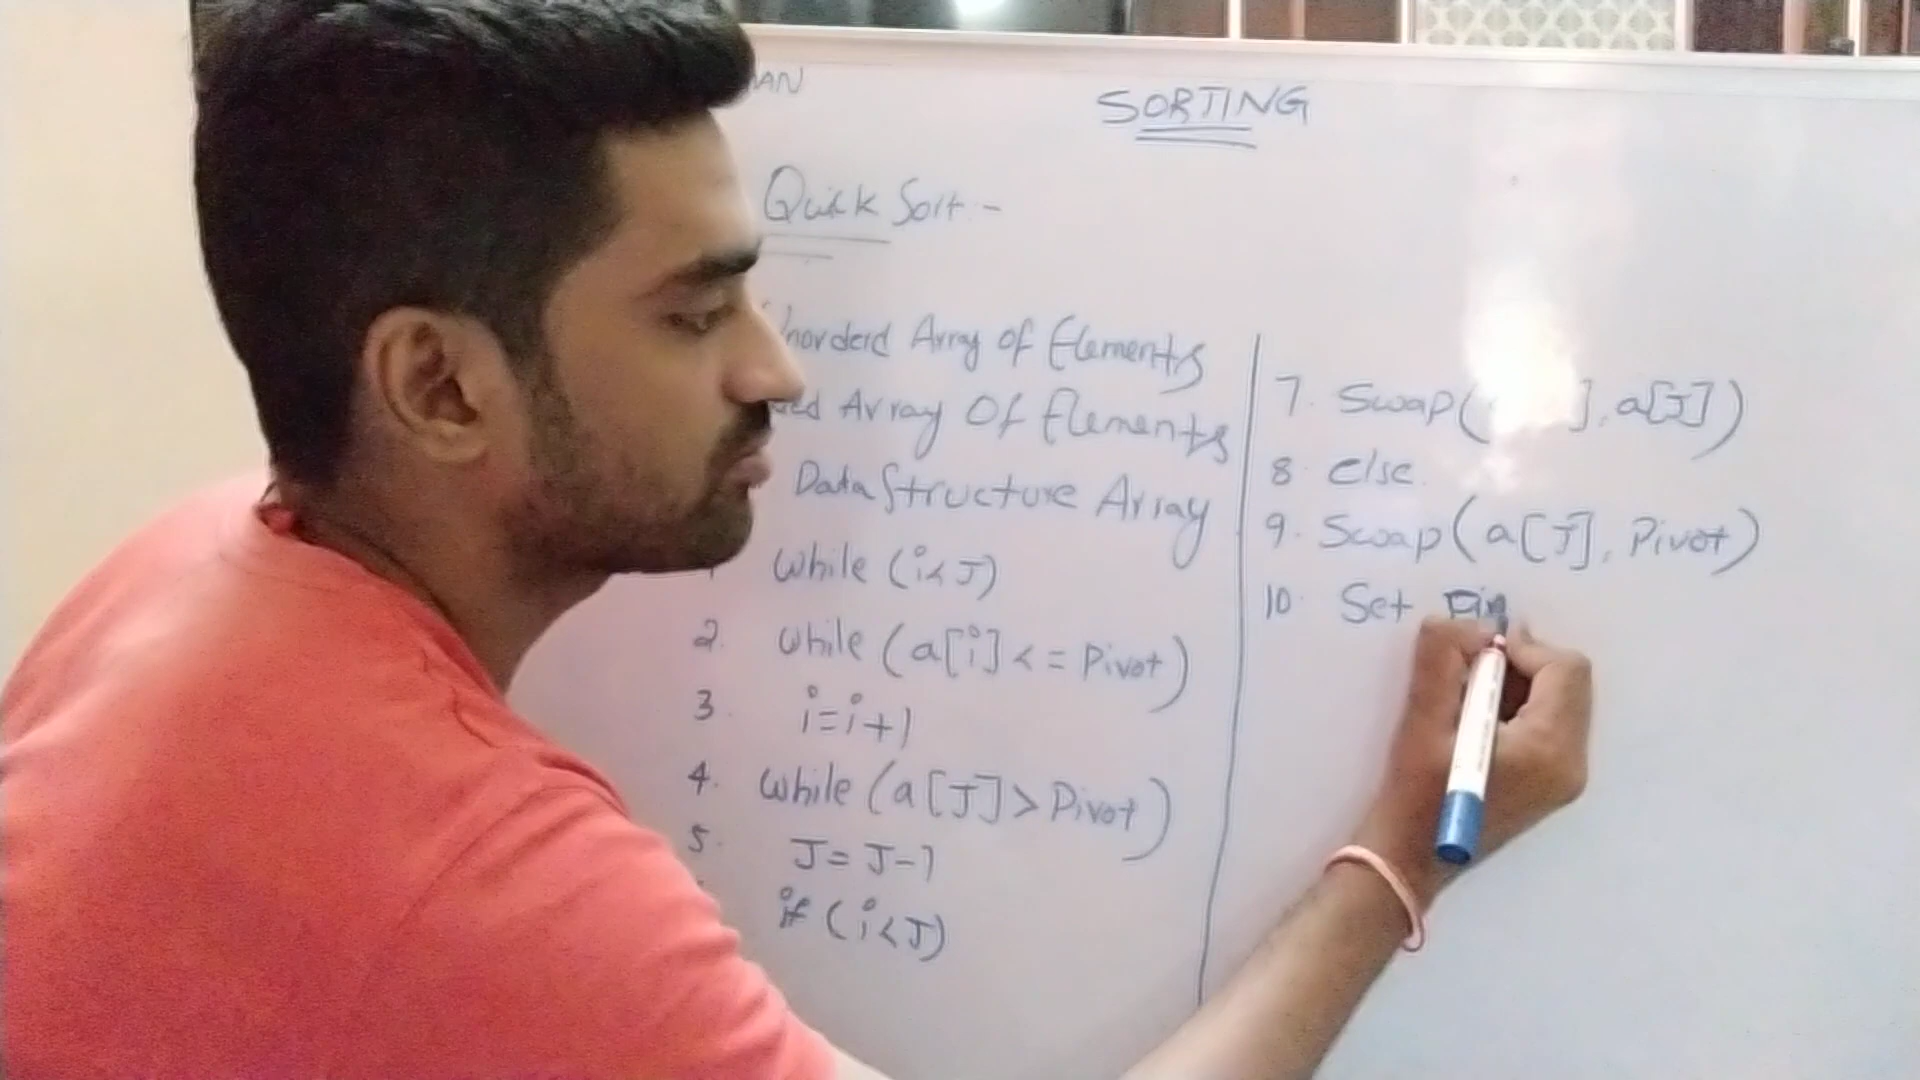 SORTING
Quick Sort :-
Array Of Elements
Array Of Elements
Data Structure Array
while (i<J)
2. while (a[i] <= Pivot)
3. i=i+1
4. while (a[J] > Pivot)
5. J=J-1
if (i<J)
7. Swap( ], a[J])
8. else
9. Swap(a[J], Pivot)
10. Set